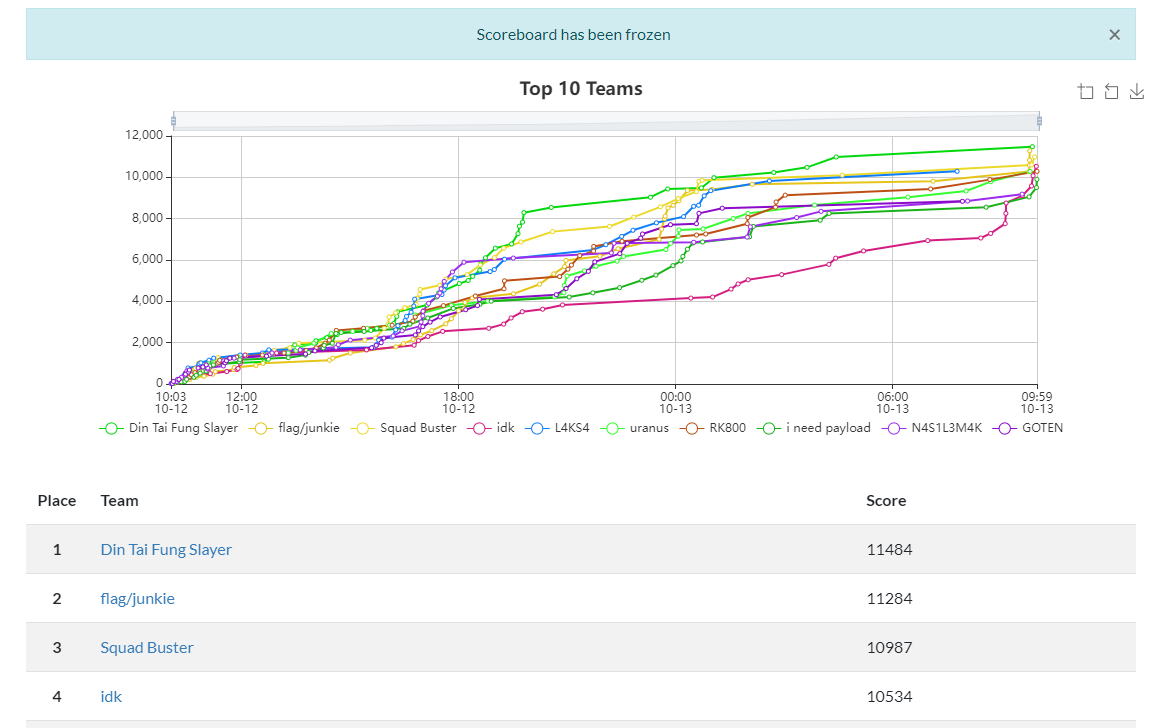 Scoreboard has been frozen ×
Top 10 Teams
12,000
10,000
8,000
6,000
4,000
2,000
0
10:03 12:00 18:00 00:00 06:00 09:59
10-12 10-12 10-12 10-13 10-13 10-13
Din Tai Fung Slayer flag/junkie Squad Buster idk L4KS4 uranus RK800 i need payload N4S1L3M4K GOTEN
Place Team Score
1 Din Tai Fung Slayer 11484
2 flag/junkie 11284
3 Squad Buster 10987
4 idk 10534